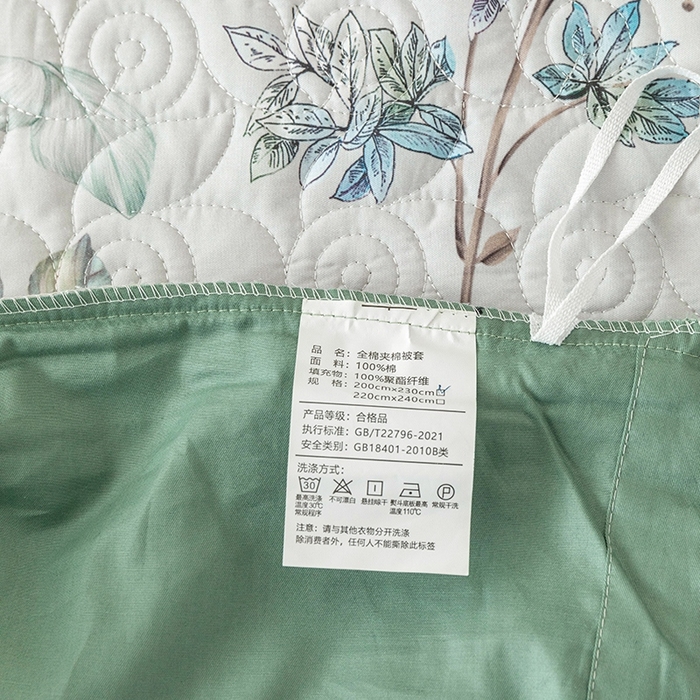 品 名：全棉夹棉被套
面 料：100%棉
填充物：100%聚酯纤维
规 格：200cmx230cm☑
220cmx240cm□
产品等级：合格品
执行标准：GB/T22796-2021
安全类别：GB18401-2010B类
洗涤方式：
30 P
最高洗涤 不可漂白 悬挂晾干 熨斗底板最高 常规干洗
温度30℃ 温度110℃
常规程序
注意：请与其他衣物分开洗涤
除消费者外，任何人不能撕除此标签